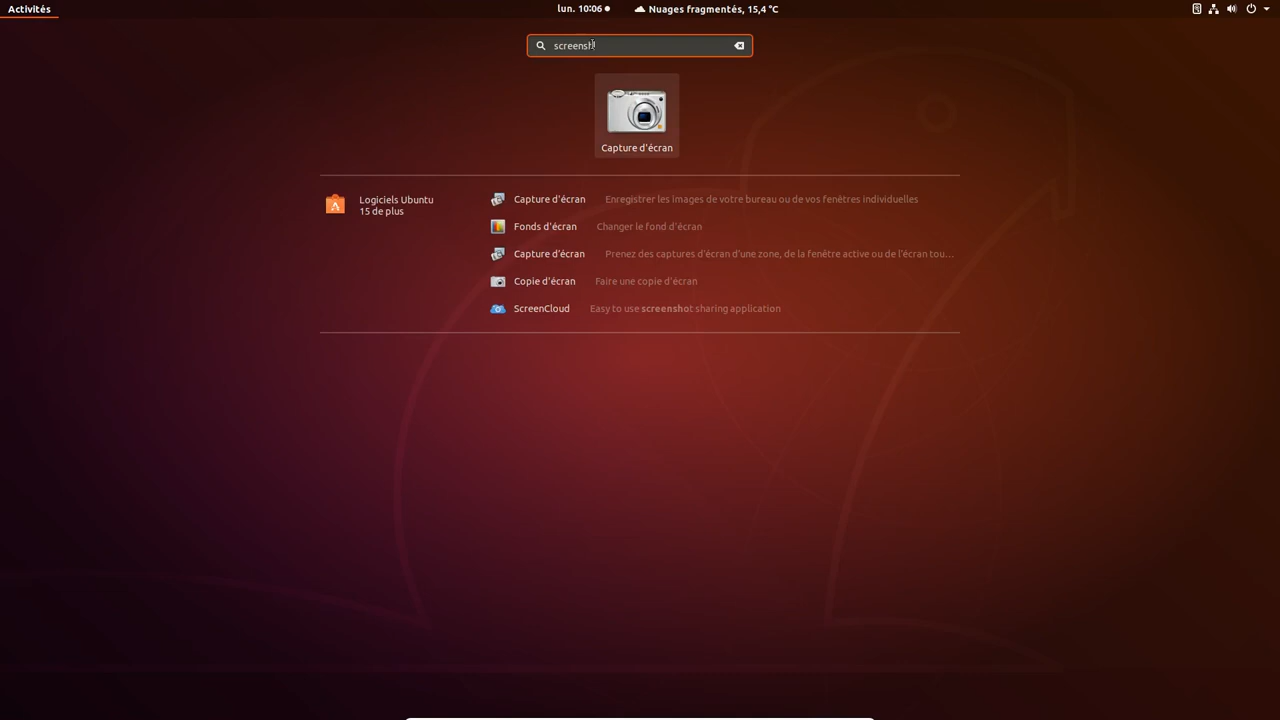 Activités
lun. 10:06
Nuages fragmentés, 15,4 °C
screensh
Capture d'écran
Logiciels Ubuntu
15 de plus
Capture d'écran Enregistrer les images de votre bureau ou de vos fenêtres individuelles
Fonds d'écran Changer le fond d'écran
Capture d'écran Prenez des captures d'écran d'une zone, de la fenêtre active ou de l'écran tou…
Copie d'écran Faire une copie d'écran
ScreenCloud Easy to use screenshot sharing application